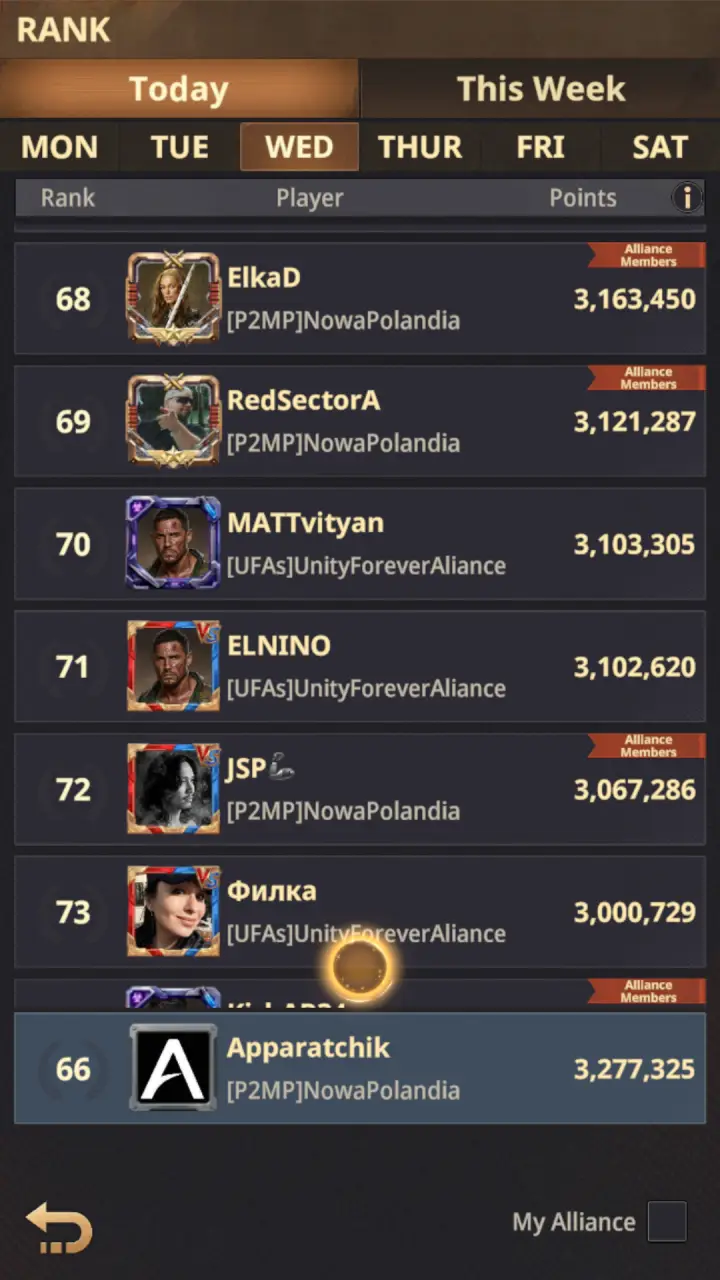 RANK
Today
This Week
MON TUE WED THUR FRI SAT
Rank Player Points
Alliance Members
68 ElkaD 3,163,450
[P2MP]NowaPolandia
Alliance Members
69 RedSectorA 3,121,287
[P2MP]NowaPolandia
70 MATTvityan 3,103,305
[UFAs]UnityForeverAliance
71 ELNINO 3,102,620
[UFAs]UnityForeverAliance
Alliance Members
72 JSP 3,067,286
[P2MP]NowaPolandia
73 Филка 3,000,729
[UFAs]UnityForeverAliance
Alliance Members
66 Apparatchik 3,277,325
[P2MP]NowaPolandia
My Alliance